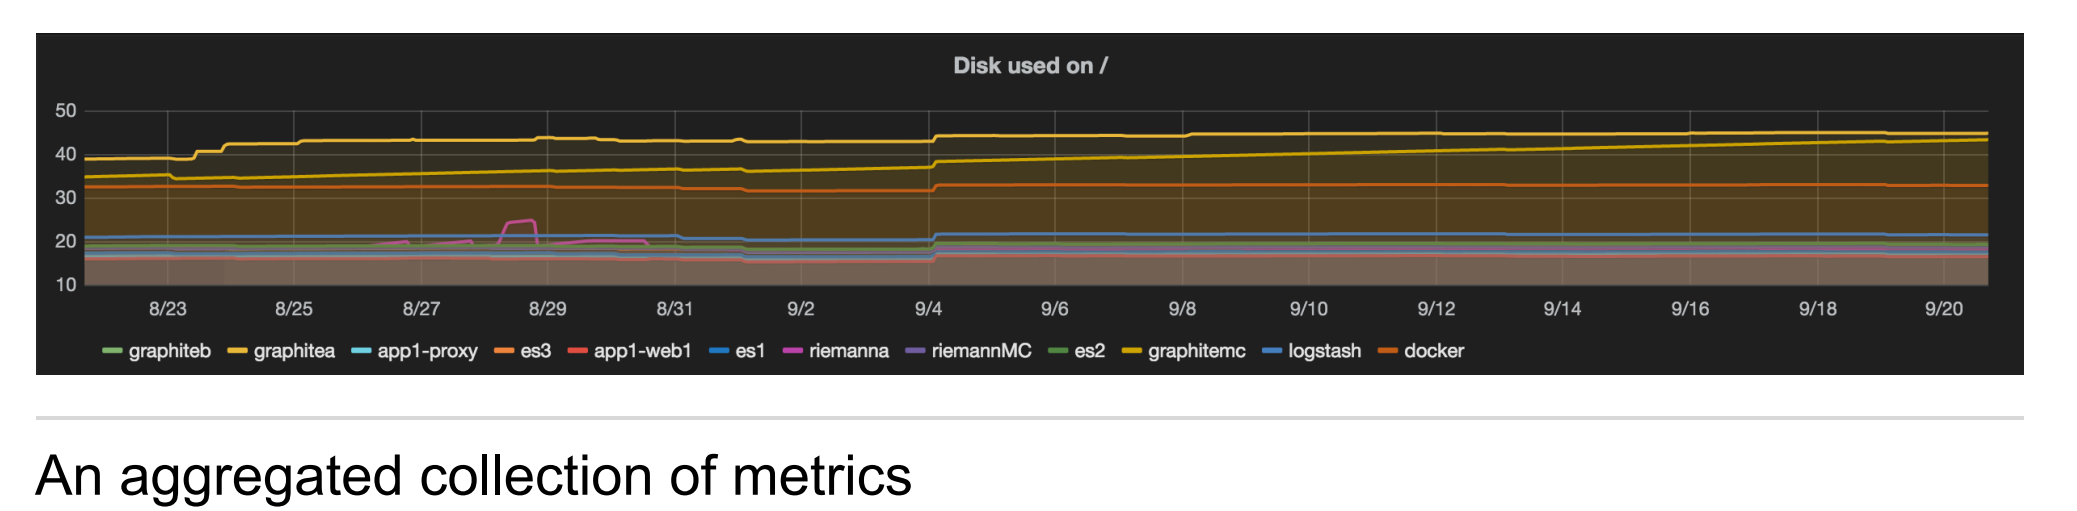 Disk used on /
50
40
30
20
10
8/23 8/25 8/27 8/29 8/31 9/2 9/4 9/6 9/8 9/10 9/12 9/14 9/16 9/18 9/20
graphiteb graphitea app1-proxy es3 app1-web1 es1 riemanna riemannMC es2 graphitemc logstash docker
An aggregated collection of metrics